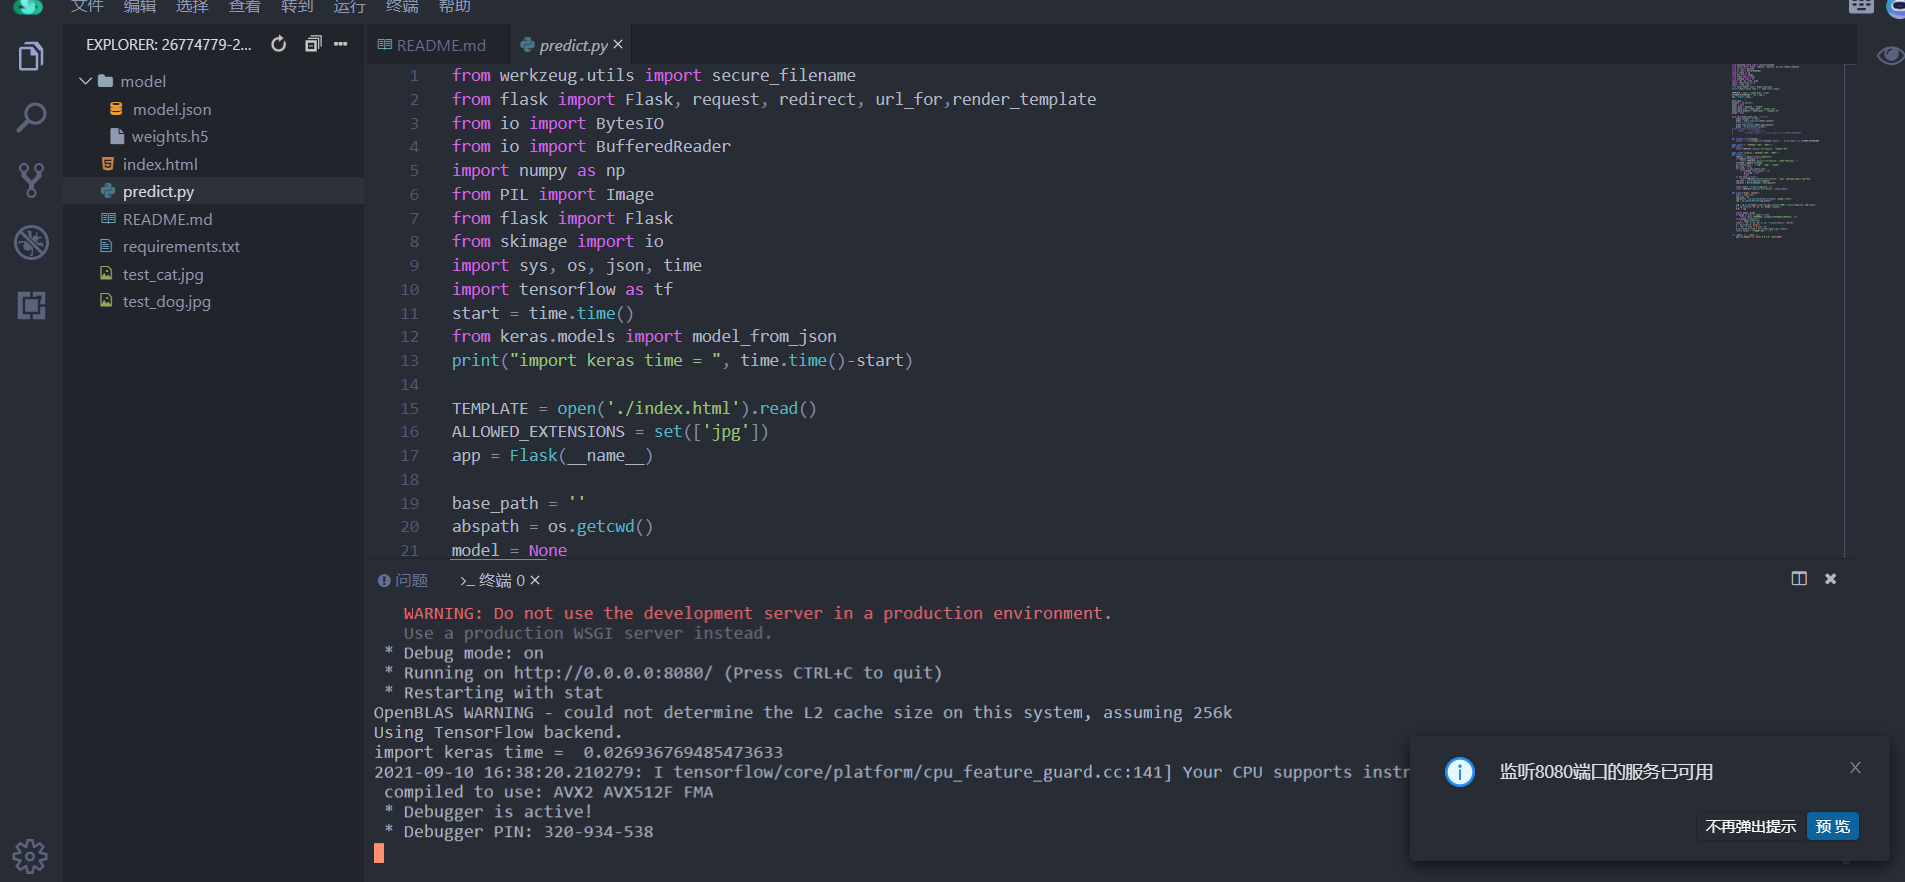 文件 编辑 选择 查看 转到 运行 终端 帮助
EXPLORER: 26774779-2...
model
model.json
weights.h5
index.html
predict.py
README.md
requirements.txt
test_cat.jpg
test_dog.jpg
README.md predict.py
1 from werkzeug.utils import secure_filename
2 from flask import Flask, request, redirect, url_for,render_template
3 from io import BytesIO
4 from io import BufferedReader
5 import numpy as np
6 from PIL import Image
7 from flask import Flask
8 from skimage import io
9 import sys, os, json, time
10 import tensorflow as tf
11 start = time.time()
12 from keras.models import model_from_json
13 print("import keras time = ", time.time()-start)
14
15 TEMPLATE = open('./index.html').read()
16 ALLOWED_EXTENSIONS = set(['jpg'])
17 app = Flask(__name__)
18
19 base_path = ''
20 abspath = os.getcwd()
21 model = None
问题 终端 0
WARNING: Do not use the development server in a production environment.
Use a production WSGI server instead.
* Debug mode: on
* Running on http://0.0.0.0:8080/ (Press CTRL+C to quit)
* Restarting with stat
OpenBLAS WARNING - could not determine the L2 cache size on this system, assuming 256k
Using TensorFlow backend.
import keras time =  0.026936769485473633
2021-09-10 16:38:20.210279: I tensorflow/core/platform/cpu_feature_guard.cc:141] Your CPU supports instr
compiled to use: AVX2 AVX512F FMA
* Debugger is active!
* Debugger PIN: 320-934-538
监听8080端口的服务已可用
不再弹出提示 预览